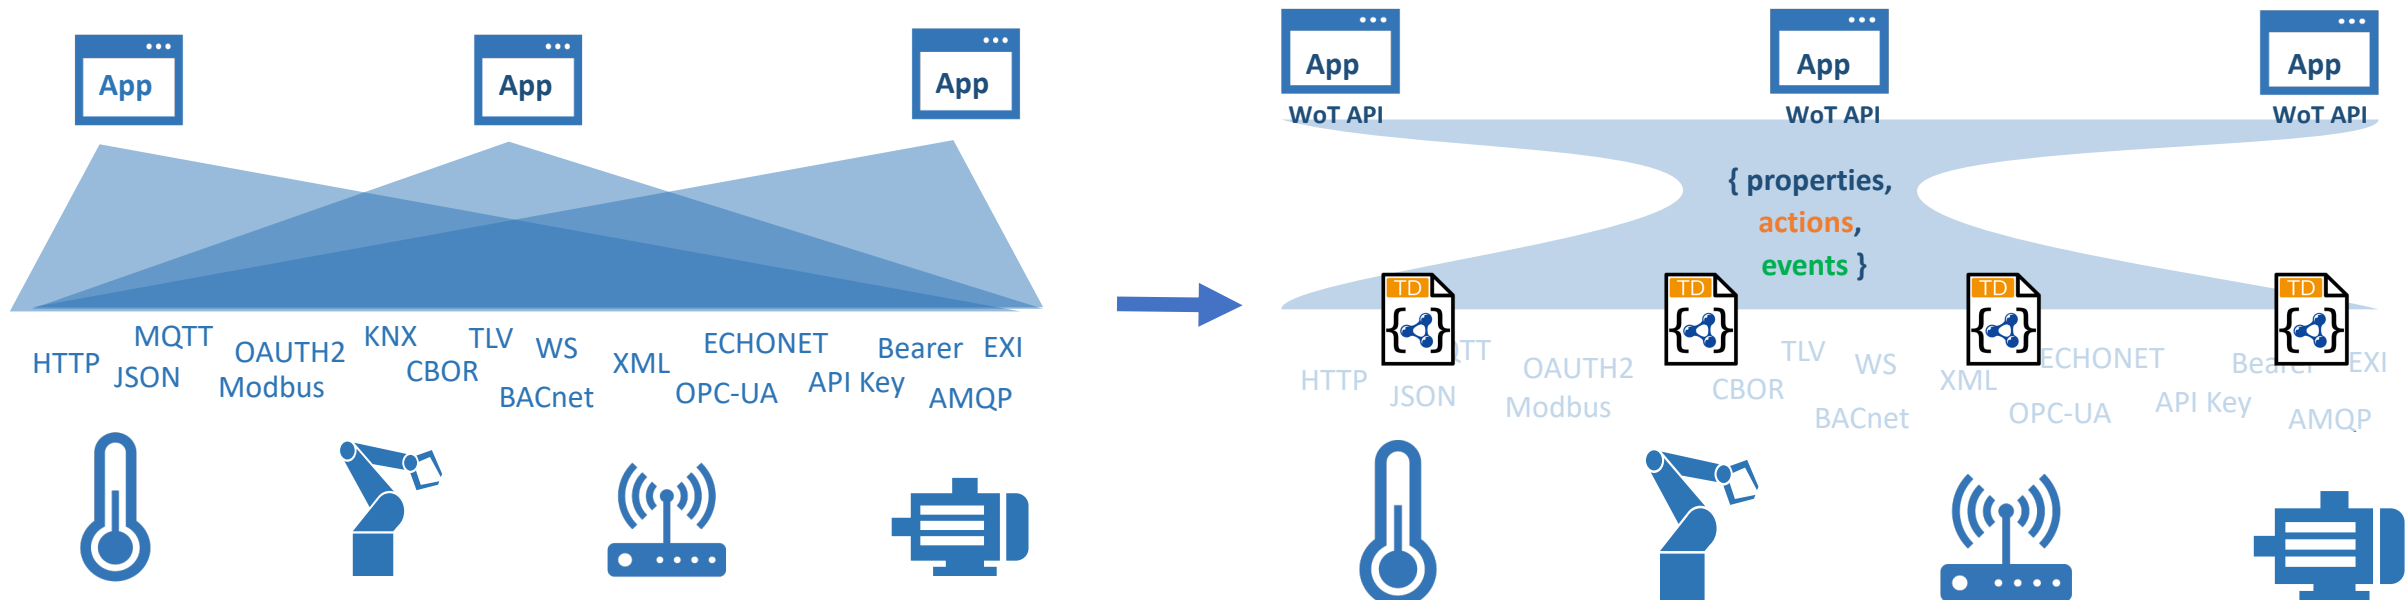 App
App
App
HTTP
MQTT
JSON
OAUTH2
Modbus
KNX
CBOR
TLV
WS
BACnet
XML
ECHONET
OPC-UA
API Key
Bearer
EXI
AMQP
App
WoT API
App
WoT API
App
WoT API
{ properties,
actions,
events }
TD
TD
TD
TD
HTTP
TT
JSON
OAUTH2
Modbus
CBOR
TLV
WS
BACnet
XML
ECHONET
OPC-UA
API Key
Bearer
EXI
AMQP